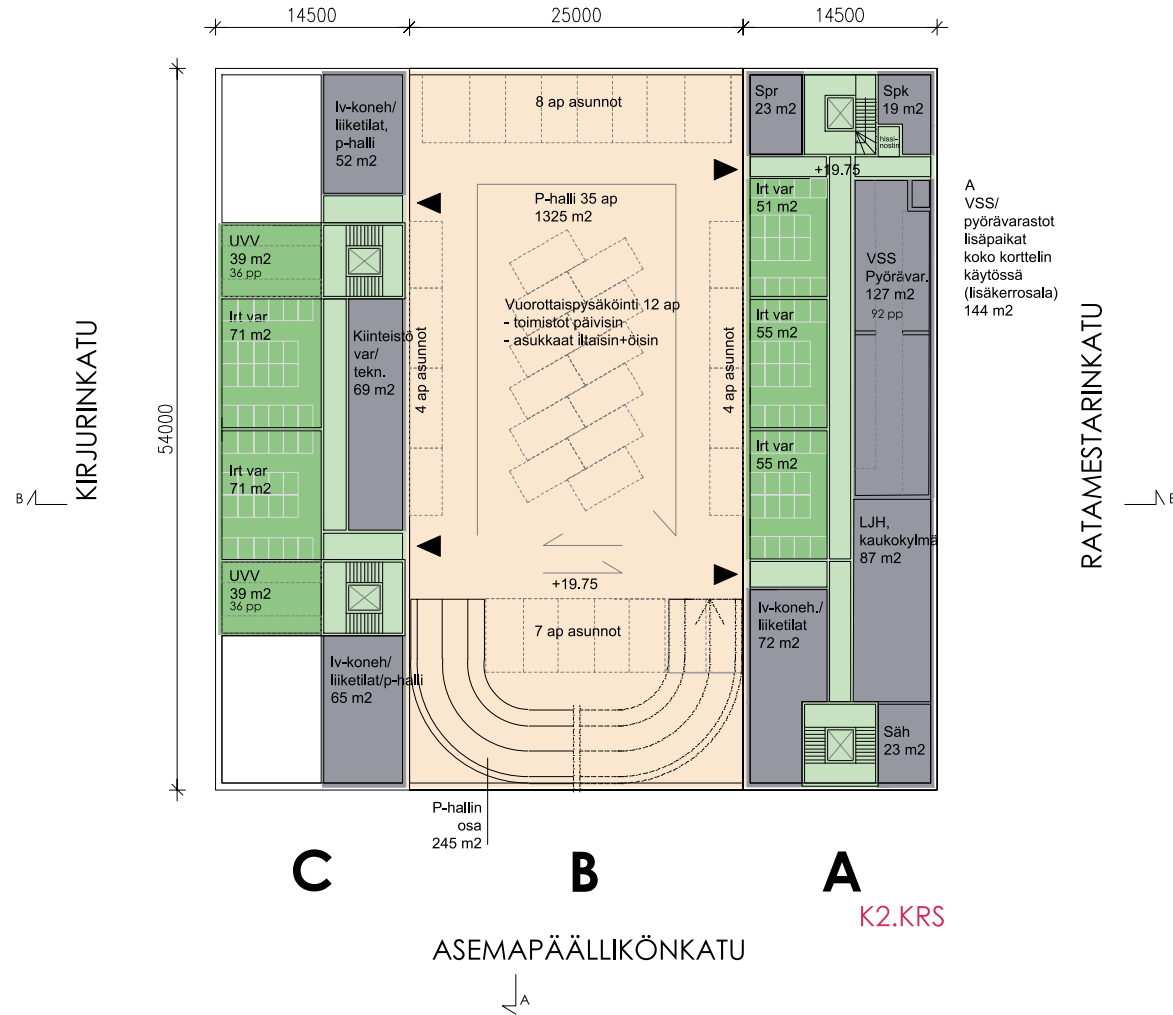 14500
25000
14500
54000
KIRJURINKATU
RATAMESTARINKATU
B
B
Iv-koneh/
liiketilat,
p-halli
52 m2
UVV
39 m2
36 pp
Irt var
71 m2
Kiinteistö
var/
tekn.
69 m2
Irt var
71 m2
UVV
39 m2
36 pp
Iv-koneh/
liiketilat/p-halli
65 m2
8 ap asunnot
P-halli 35 ap
1325 m2
Vuorottaispysäköinti 12 ap
- toimistot päivisin
- asukkaat iltaisin+öisin
4 ap asunnot
4 ap asunnot
+19.75
7 ap asunnot
P-hallin
osa
245 m2
Spr
23 m2
Spk
19 m2
hissi-
nostin
+19.75
Irt var
51 m2
VSS
Pyörävar.
127 m2
92 pp
Irt var
55 m2
Irt var
55 m2
LJH,
kaukokylmä
87 m2
Iv-koneh./
liiketilat
72 m2
Säh
23 m2
A
VSS/
pyörävarastot
lisäpaikat
koko korttelin
käytössä
(lisäkerrosala)
144 m2
C
B
A
K2.KRS
ASEMAPÄÄLLIKÖNKATU
A